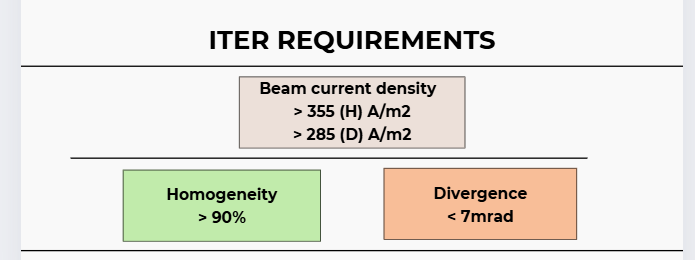 ITER REQUIREMENTS
Beam current density
> 355 (H) A/m2
> 285 (D) A/m2
Homogeneity
> 90%
Divergence
< 7mrad